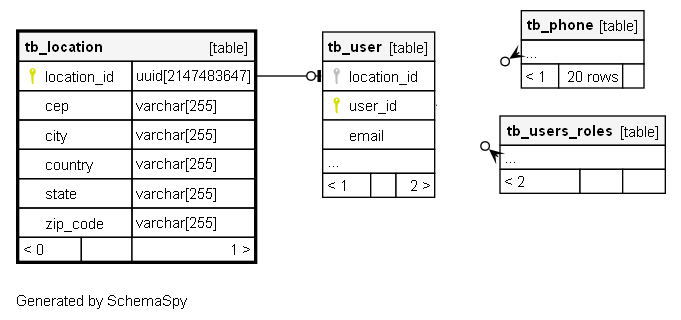 tb_location [table]
location_id uuid[2147483647]
cep varchar[255]
city varchar[255]
country varchar[255]
state varchar[255]
zip_code varchar[255]
< 0 1 >
tb_user [table]
location_id
user_id
email
...
< 1 2 >
tb_phone [table]
...
< 1 20 rows
tb_users_roles [table]
...
< 2
Generated by SchemaSpy